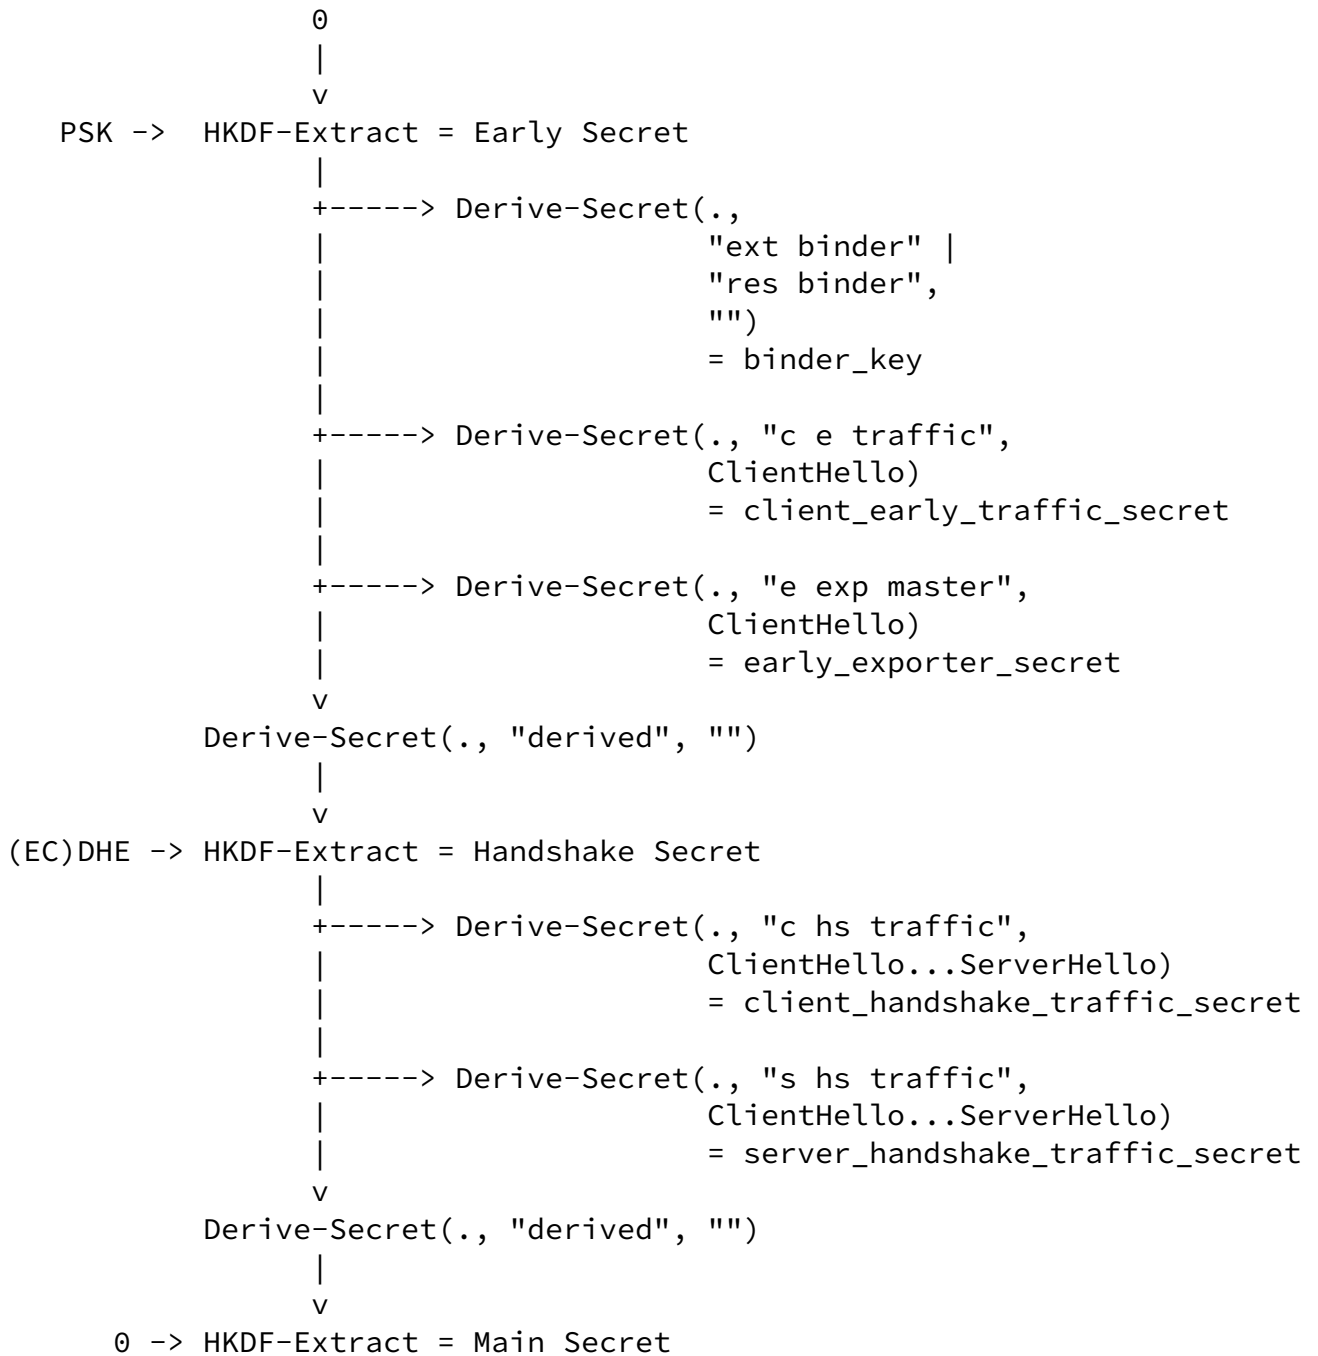 0
                 |
                 v
   PSK ->  HKDF-Extract = Early Secret
                 |
                 +-----> Derive-Secret(.,
                 |                     "ext binder" |
                 |                     "res binder",
                 |                     "")
                 |                     = binder_key
                 |
                 +-----> Derive-Secret(., "c e traffic",
                 |                     ClientHello)
                 |                     = client_early_traffic_secret
                 |
                 +-----> Derive-Secret(., "e exp master",
                 |                     ClientHello)
                 |                     = early_exporter_secret
                 v
           Derive-Secret(., "derived", "")
                 |
                 v
(EC)DHE -> HKDF-Extract = Handshake Secret
                 |
                 +-----> Derive-Secret(., "c hs traffic",
                 |                     ClientHello...ServerHello)
                 |                     = client_handshake_traffic_secret
                 |
                 +-----> Derive-Secret(., "s hs traffic",
                 |                     ClientHello...ServerHello)
                 |                     = server_handshake_traffic_secret
                 v
           Derive-Secret(., "derived", "")
                 |
                 v
      0 -> HKDF-Extract = Main Secret